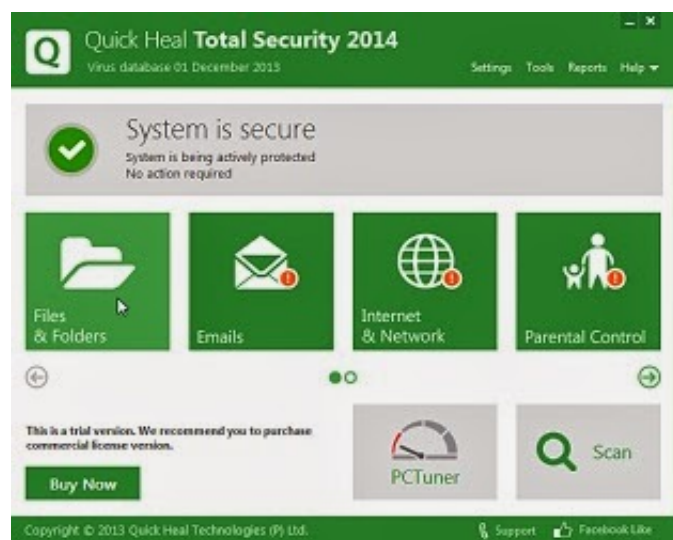 Q
Quick Heal Total Security 2014
Virus database 01 December 2013
Settings Tools Reports Help
System is secure
System is being actively protected
No action required
Files
& Folders
Emails
Internet
& Network
Parental Control
This is a trial version. We recommend you to purchase
commercial license version.
Buy Now
PCTuner
Scan
Copyright © 2013 Quick Heal Technologies (P) Ltd.
Support Facebook Like